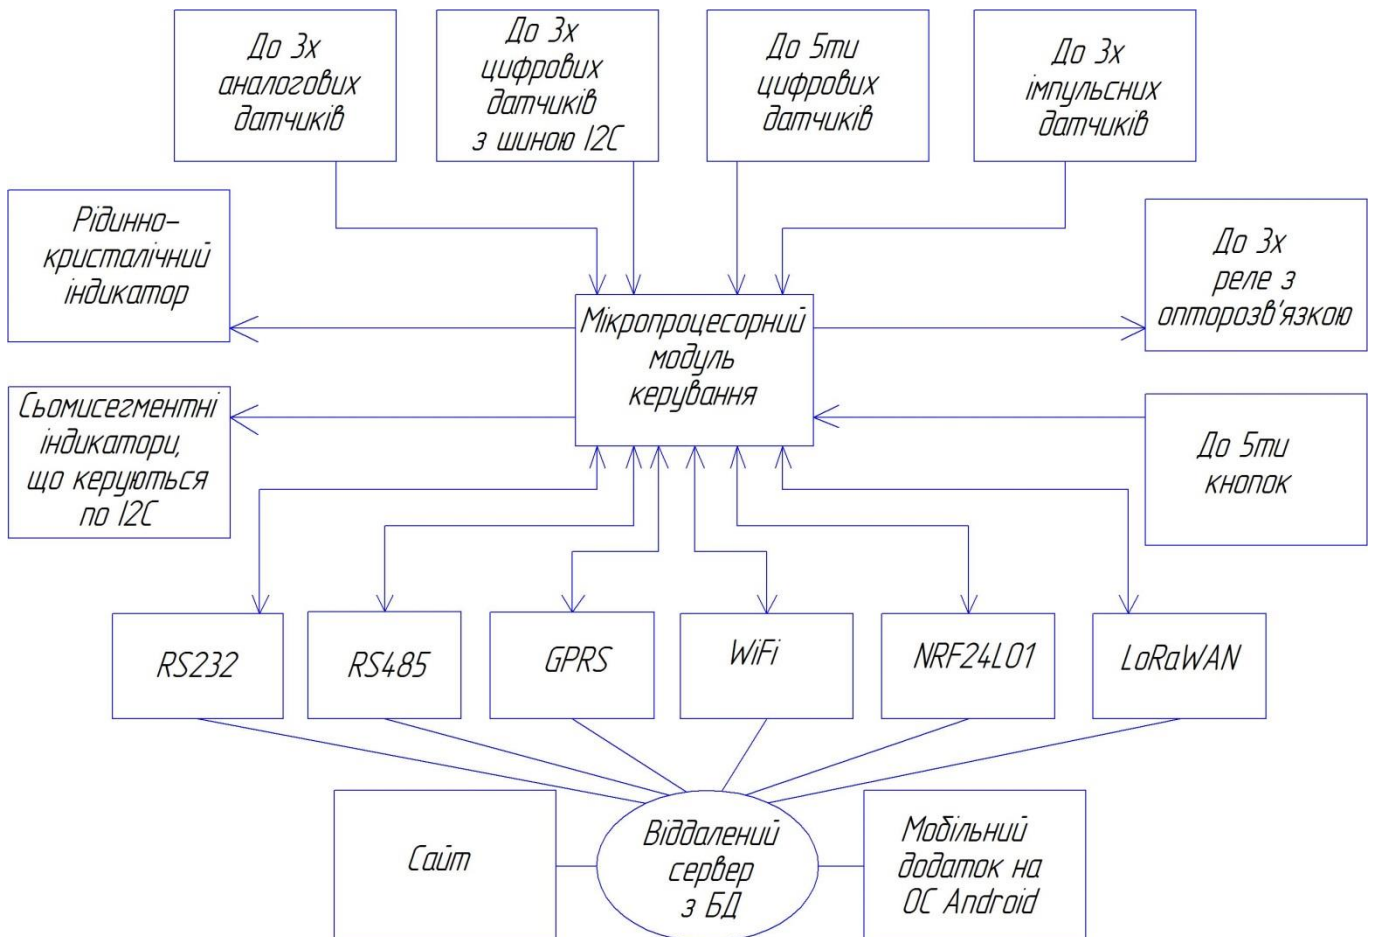 До 3х
аналогових
датчиків
До 3х
цифрових
датчиків
з шиною I2C
До 5ти
цифрових
датчиків
До 3х
імпульсних
датчиків
Рідинно-
кристалічний
індикатор
До 3х
реле з
опторозв'язкою
Мікропроцесорний
модуль
керування
Сьомисегментні
індикатори,
що керуються
по I2C
До 5ти
кнопок
RS232
RS485
GPRS
WiFi
NRF24L01
LoRaWAN
Сайт
Віддалений
сервер
з БД
Мобільний
додаток на
ОС Android